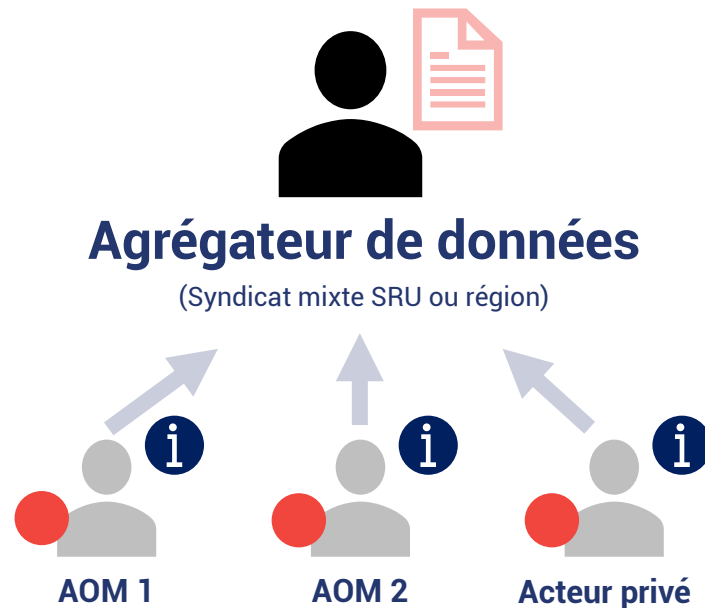 Agrégateur de données
(Syndicat mixte SRU ou région)
i i i
AOM 1 AOM 2 Acteur privé